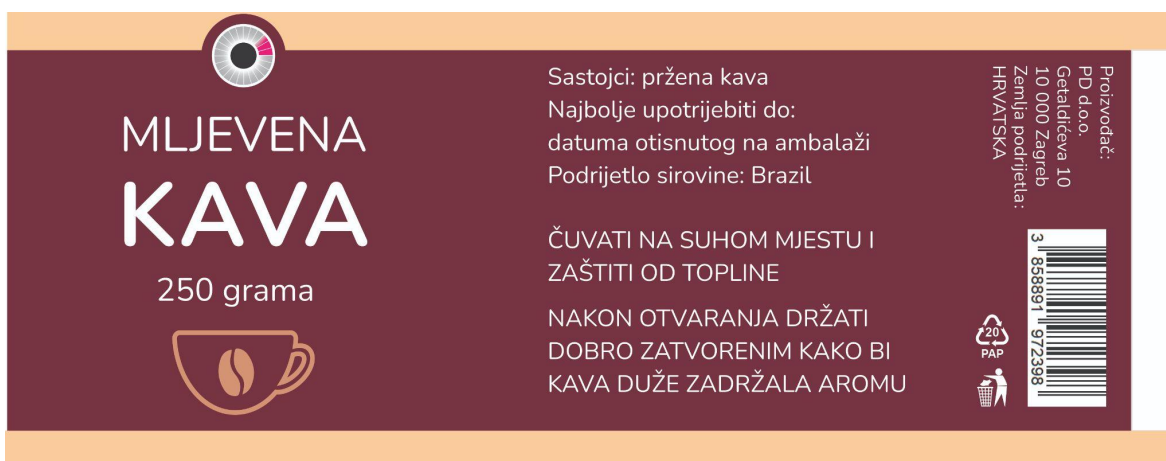 MLJEVENA
KAVA
250 grama
Sastojci: pržena kava
Najbolje upotrijebiti do:
datuma otisnutog na ambalaži
Podrijetlo sirovine: Brazil
ČUVATI NA SUHOM MJESTU I
ZAŠTITI OD TOPLINE
NAKON OTVARANJA DRŽATI
DOBRO ZATVORENIM KAKO BI
KAVA DUŽE ZADRŽALA AROMU
Proizvođač:
PD d.o.o.
Getaldićeva 10
10 000 Zagreb
Zemlja podrijetla:
HRVATSKA
20
PAP
3 858891 972398